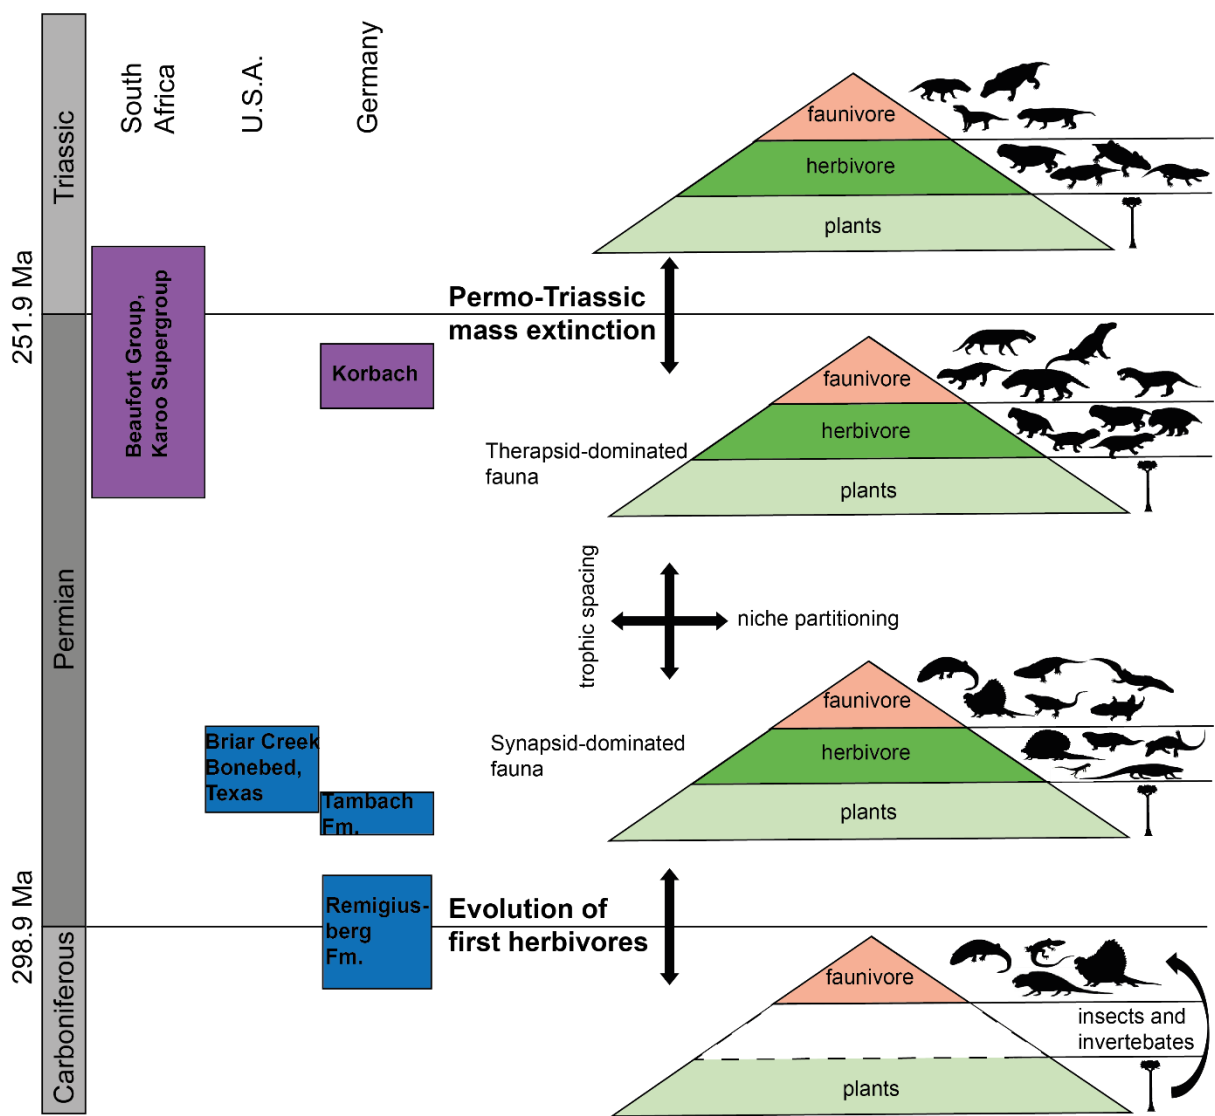 South
Africa
U.S.A.
Germany
Triassic
251.9 Ma
Permian
298.9 Ma
Carboniferous
Beaufort Group,
Karoo Supergroup
Korbach
Briar Creek
Bonebed,
Texas
Tambach
Fm.
Remigius-
berg
Fm.
faunivore
herbivore
plants
Permo-Triassic
mass extinction
faunivore
herbivore
plants
Therapsid-dominated
fauna
trophic spacing
niche partitioning
faunivore
herbivore
plants
Synapsid-dominated
fauna
Evolution of
first herbivores
faunivore
insects and
invertebates
plants